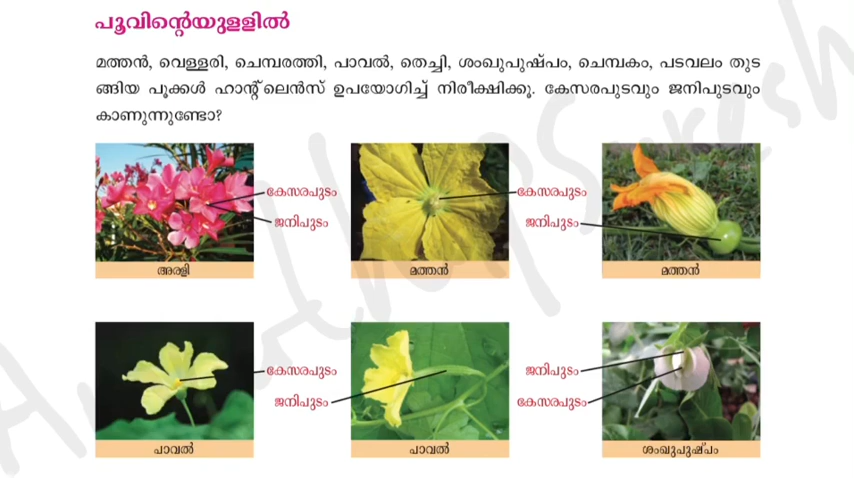 പൂവിന്റെയുള്ളിൽ
മത്തൻ, വെള്ളരി, ചെമ്പരത്തി, പാവൽ, തെച്ചി, ശംഖുപുഷ്പം, ചെമ്പകം, പടവലം തുട
ങ്ങിയ പൂക്കൾ ഹാന്റ്‌ലെൻസ് ഉപയോഗിച്ച് നിരീക്ഷിക്കൂ. കേസരപുടവും ജനിപുടവും
കാണുന്നുണ്ടോ?
കേസരപുടം
ജനിപുടം
അരളി
കേസരപുടം
മത്തൻ
ജനിപുടം
മത്തൻ
കേസരപുടം
പാവൽ
ജനിപുടം
പാവൽ
ജനിപുടം
കേസരപുടം
ശംഖുപുഷ്പം